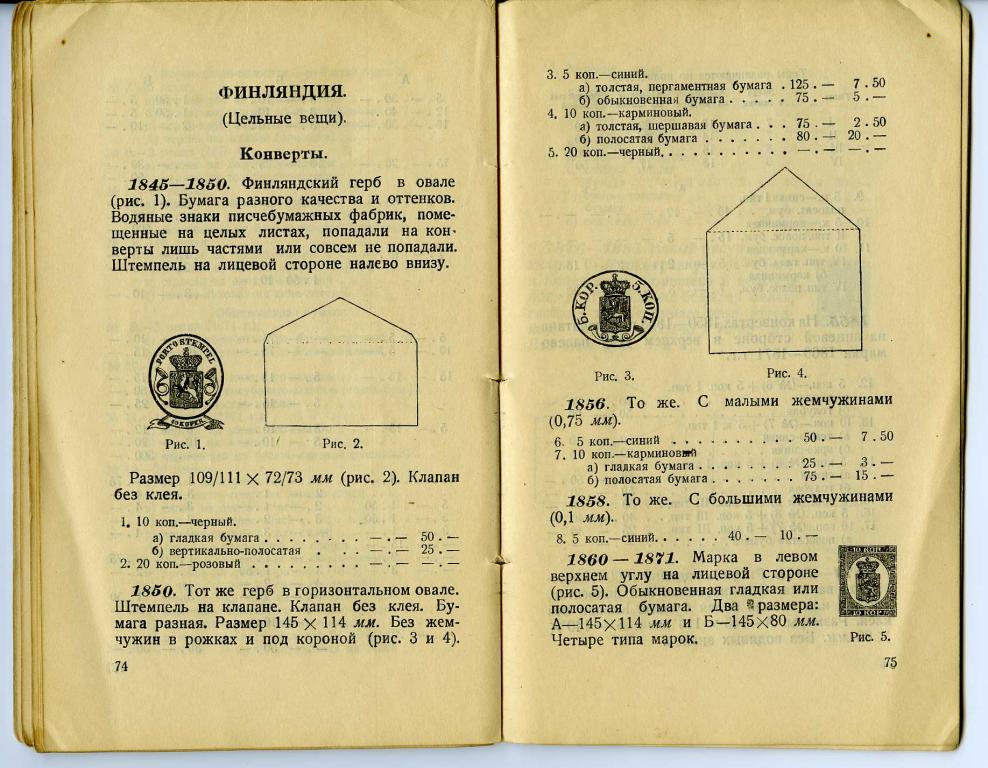 ФИНЛЯНДИЯ.
(Цельные вещи).
Конверты.
1845—1850. Финляндский герб в овале
(рис. 1). Бумага разного качества и оттенков.
Водяные знаки писчебумажных фабрик, поме-
щенные на целых листах, попадали на кон-
верты лишь частями или совсем не попадали.
Штемпель на лицевой стороне налево внизу.
PORTO STEMPEL
Рис. 1.
Рис. 2.
Размер 109/111 × 72/73 мм (рис. 2). Клапан
без клея.
1. 10 коп.—черный.
а) гладкая бумага . . . . . . . . . — . — 50 . —
б) вертикально-полосатая . . . — . — 25 . —
2. 20 коп.—розовый . . . . . . . . . . . — . — — . —
1850. Тот же герб в горизонтальном овале.
Штемпель на клапане. Клапан без клея. Бу-
мага разная. Размер 145 × 114 мм. Без жем-
чужин в рожках и под короной (рис. 3 и 4).
74
3. 5 коп.—синий.
а) толстая, пергаментная бумага . 125 . — 7 . 50
б) обыкновенная бумага . . . . . 75 . — 5 . —
4. 10 коп.—карминовый.
а) толстая, шершавая бумага . . . 75 . — 2 . 50
б) полосатая бумага . . . . . . . 80 . — 20 . —
5. 20 коп.—черный. . . . . . . . . . . — . — — . —
5. KOP. 5. КОП.
Рис. 3.
Рис. 4.
1856. То же. С малыми жемчужинами
(0,75 мм).
6. 5 коп.—синий . . . . . . . . . . 50 . — 7 . 50
7. 10 коп.—карминовый
а) гладкая бумага . . . . . . . . 25 . — 3 . —
б) полосатая бумага . . . . . . . 75 . — 15 . —
1858. То же. С большими жемчужинами
(0,1 мм).
8. 5 коп.—синий. . . . . . 40 . — 10 . —
1860 — 1871. Марка в левом
верхнем углу на лицевой стороне
(рис. 5). Обыкновенная гладкая или
полосатая бумага. Два размера:
А—145×114 мм и Б—145×80 мм.
Четыре типа марок.
10 КОП.
10 KOP.
Рис. 5.
75